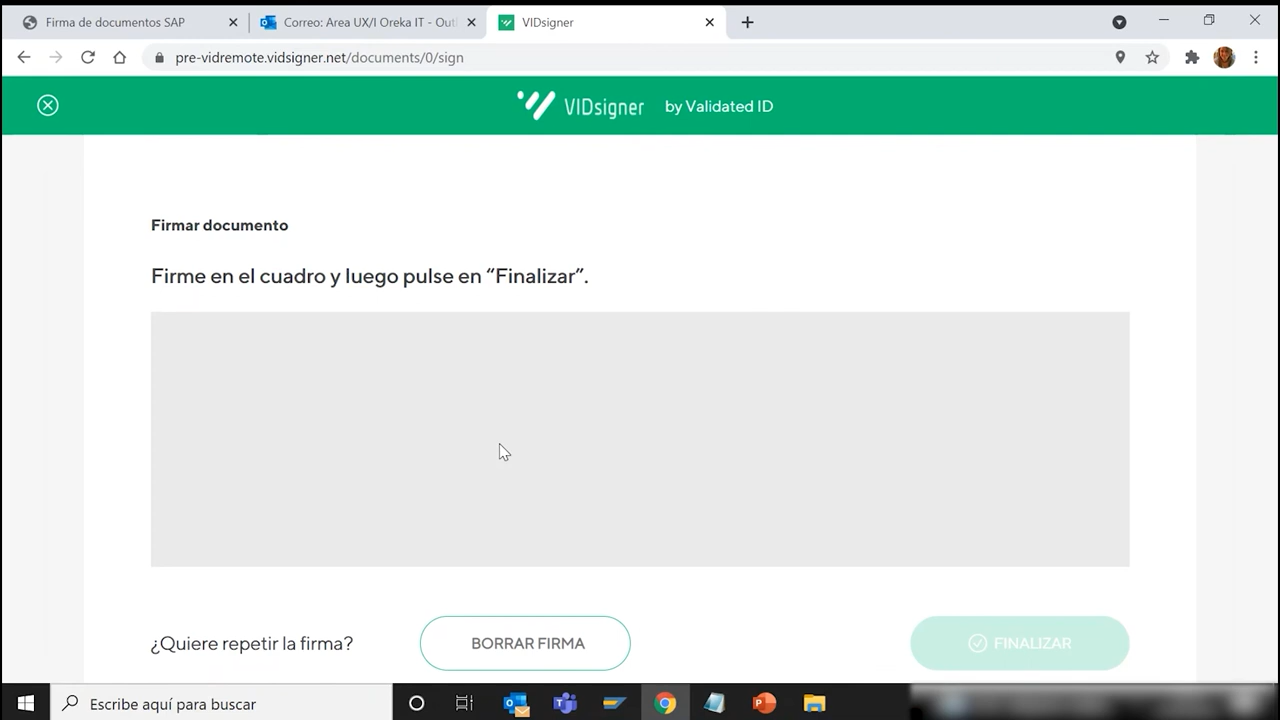 Firma de documentos SAP
Correo: Area UX/I Oreka IT - Outl
VIDsigner
pre-vidremote.vidsigner.net/documents/0/sign
VIDsigner by Validated ID
Firmar documento
Firme en el cuadro y luego pulse en “Finalizar”.
¿Quiere repetir la firma?
BORRAR FIRMA
FINALIZAR
Escribe aquí para buscar